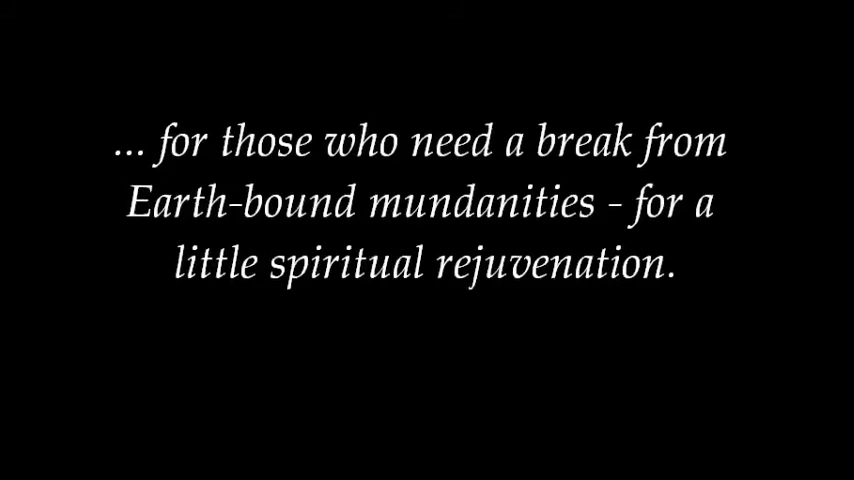 ... for those who need a break from
Earth-bound mundanities - for a
little spiritual rejuvenation.